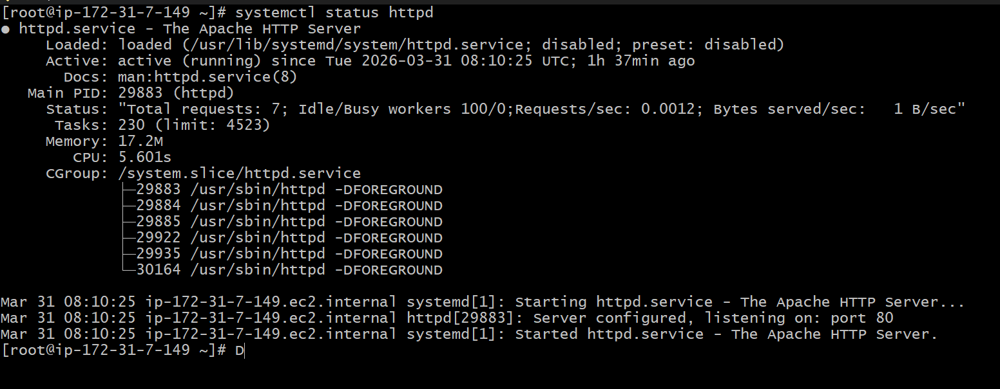 [root@ip-172-31-7-149 ~]# systemctl status httpd
● httpd.service - The Apache HTTP Server
     Loaded: loaded (/usr/lib/systemd/system/httpd.service; disabled; preset: disabled)
     Active: active (running) since Tue 2026-03-31 08:10:25 UTC; 1h 37min ago
       Docs: man:httpd.service(8)
   Main PID: 29883 (httpd)
     Status: "Total requests: 7; Idle/Busy workers 100/0;Requests/sec: 0.0012; Bytes served/sec:   1 B/sec"
      Tasks: 230 (limit: 4523)
     Memory: 17.2M
        CPU: 5.601s
     CGroup: /system.slice/httpd.service
             ├─29883 /usr/sbin/httpd -DFOREGROUND
             ├─29884 /usr/sbin/httpd -DFOREGROUND
             ├─29885 /usr/sbin/httpd -DFOREGROUND
             ├─29922 /usr/sbin/httpd -DFOREGROUND
             ├─29935 /usr/sbin/httpd -DFOREGROUND
             └─30164 /usr/sbin/httpd -DFOREGROUND

Mar 31 08:10:25 ip-172-31-7-149.ec2.internal systemd[1]: Starting httpd.service - The Apache HTTP Server...
Mar 31 08:10:25 ip-172-31-7-149.ec2.internal httpd[29883]: Server configured, listening on: port 80
Mar 31 08:10:25 ip-172-31-7-149.ec2.internal systemd[1]: Started httpd.service - The Apache HTTP Server.
[root@ip-172-31-7-149 ~]# D